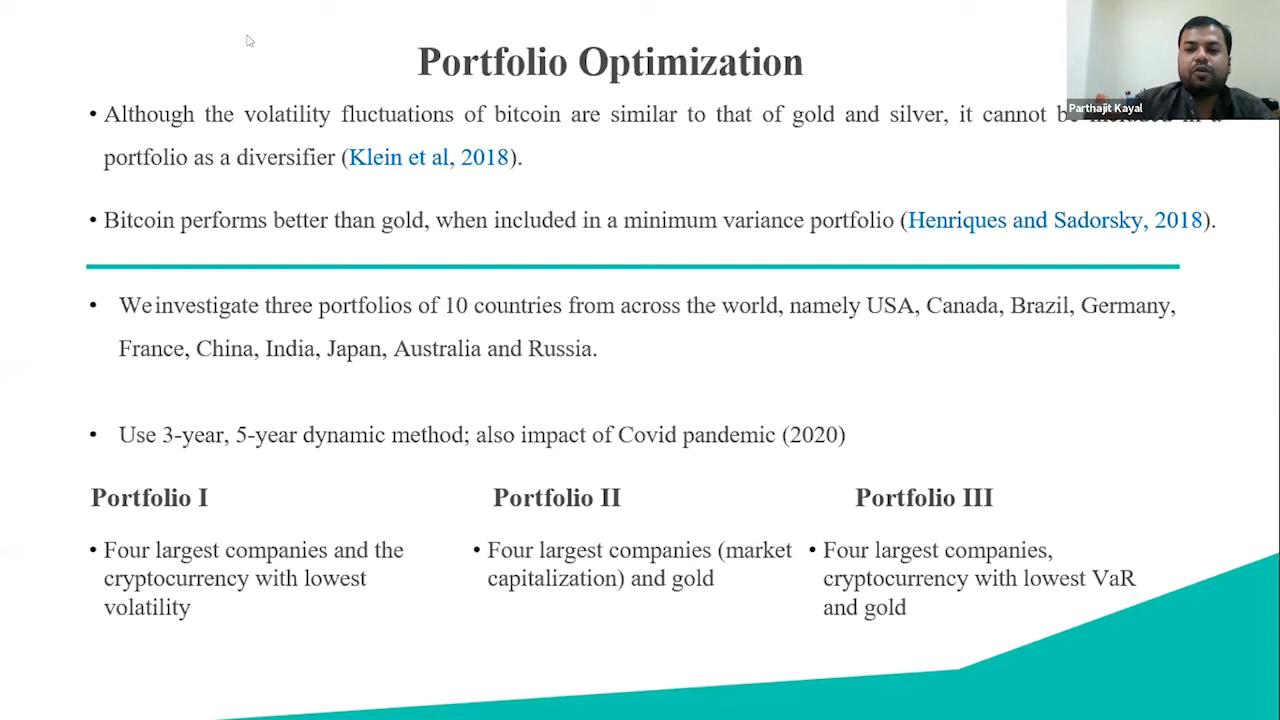 Portfolio Optimization
Parthajit Kayal
• Although the volatility fluctuations of bitcoin are similar to that of gold and silver, it cannot be included in a
portfolio as a diversifier (Klein et al, 2018).
• Bitcoin performs better than gold, when included in a minimum variance portfolio (Henriques and Sadorsky, 2018).
• We investigate three portfolios of 10 countries from across the world, namely USA, Canada, Brazil, Germany,
France, China, India, Japan, Australia and Russia.
• Use 3-year, 5-year dynamic method; also impact of Covid pandemic (2020)
Portfolio I
• Four largest companies and the
cryptocurrency with lowest
volatility
Portfolio II
• Four largest companies (market
capitalization) and gold
Portfolio III
• Four largest companies,
cryptocurrency with lowest VaR
and gold